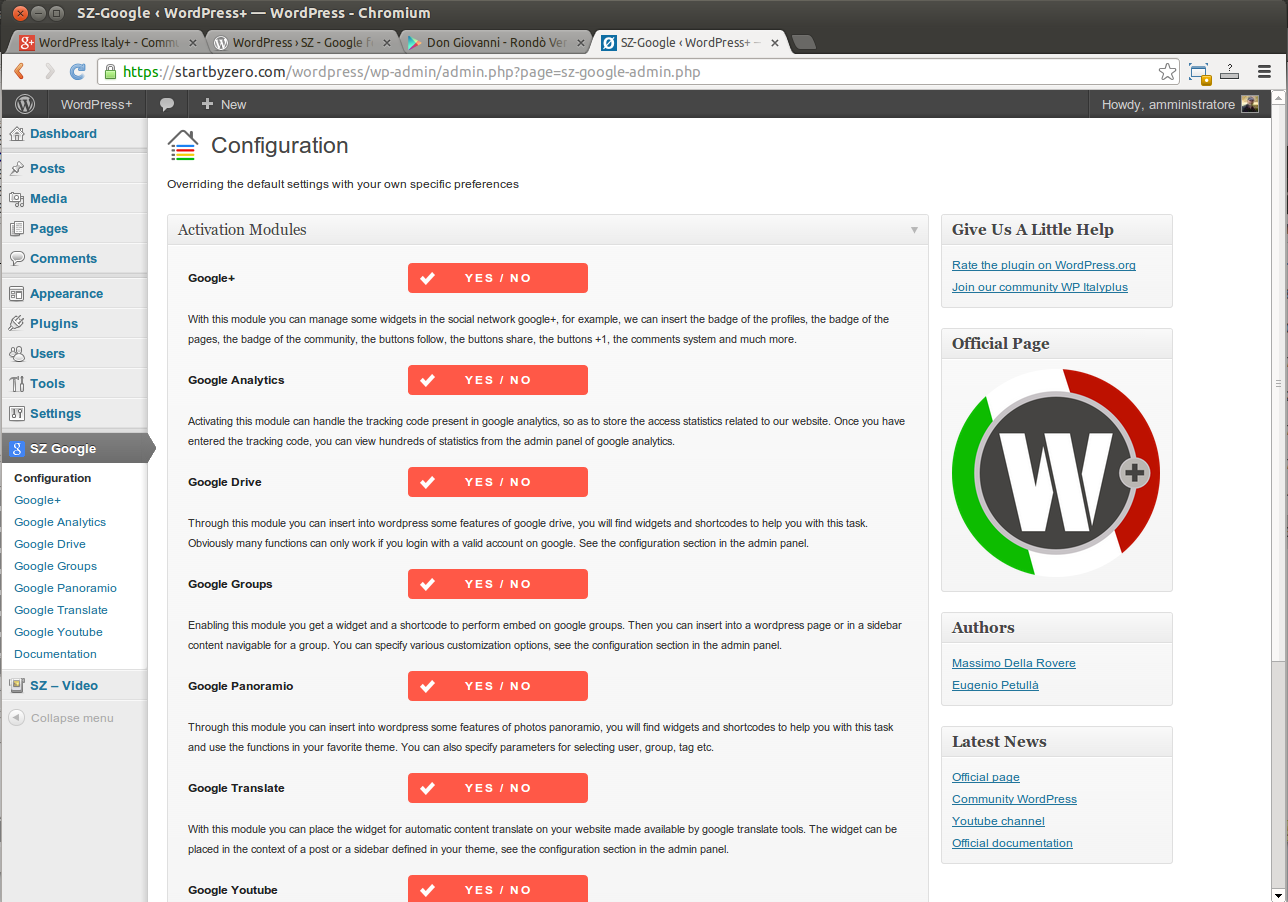 SZ-Google ‹ WordPress+ — WordPress - Chromium
WordPress Italy+ - Commu
WordPress › SZ - Google f
Don Giovanni - Rondò Ver
SZ-Google ‹ WordPress+ —
https://startbyzero.com/wordpress/wp-admin/admin.php?page=sz-google-admin.php
WordPress+
New
Howdy, amministratore
Dashboard
Posts
Media
Pages
Comments
Appearance
Plugins
Users
Tools
Settings
SZ Google
Configuration
Google+
Google Analytics
Google Drive
Google Groups
Google Panoramio
Google Translate
Google Youtube
Documentation
SZ – Video
Collapse menu
Configuration
Overriding the default settings with your own specific preferences
Activation Modules
Google+ YES / NO
With this module you can manage some widgets in the social network google+, for example, we can insert the badge of the profiles, the badge of the
pages, the badge of the community, the buttons follow, the buttons share, the buttons +1, the comments system and much more.
Google Analytics YES / NO
Activating this module can handle the tracking code present in google analytics, so as to store the access statistics related to our website. Once you have
entered the tracking code, you can view hundreds of statistics from the admin panel of google analytics.
Google Drive YES / NO
Through this module you can insert into wordpress some features of google drive, you will find widgets and shortcodes to help you with this task.
Obviously many functions can only work if you login with a valid account on google. See the configuration section in the admin panel.
Google Groups YES / NO
Enabling this module you get a widget and a shortcode to perform embed on google groups. Then you can insert into a wordpress page or in a sidebar
content navigable for a group. You can specify various customization options, see the configuration section in the admin panel.
Google Panoramio YES / NO
Through this module you can insert into wordpress some features of photos panoramio, you will find widgets and shortcodes to help you with this task
and use the functions in your favorite theme. You can also specify parameters for selecting user, group, tag etc.
Google Translate YES / NO
With this module you can place the widget for automatic content translate on your website made available by google translate tools. The widget can be
placed in the context of a post or a sidebar defined in your theme, see the configuration section in the admin panel.
Google Youtube YES / NO
Give Us A Little Help
Rate the plugin on WordPress.org
Join our community WP Italyplus
Official Page
W+
Authors
Massimo Della Rovere
Eugenio Petullà
Latest News
Official page
Community WordPress
Youtube channel
Official documentation